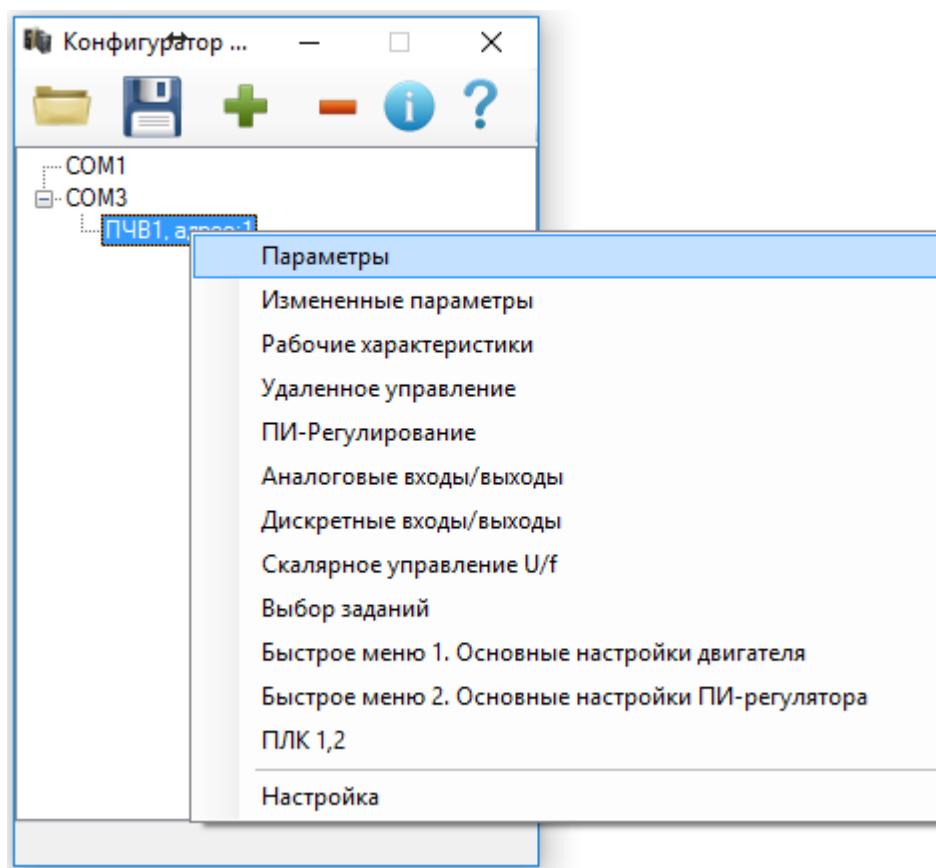 Конфигуратор ...
COM1
COM3
ПЧВ1, адрес:1
Параметры
Измененные параметры
Рабочие характеристики
Удаленное управление
ПИ-Регулирование
Аналоговые входы/выходы
Дискретные входы/выходы
Скалярное управление U/f
Выбор заданий
Быстрое меню 1. Основные настройки двигателя
Быстрое меню 2. Основные настройки ПИ-регулятора
ПЛК 1,2
Настройка